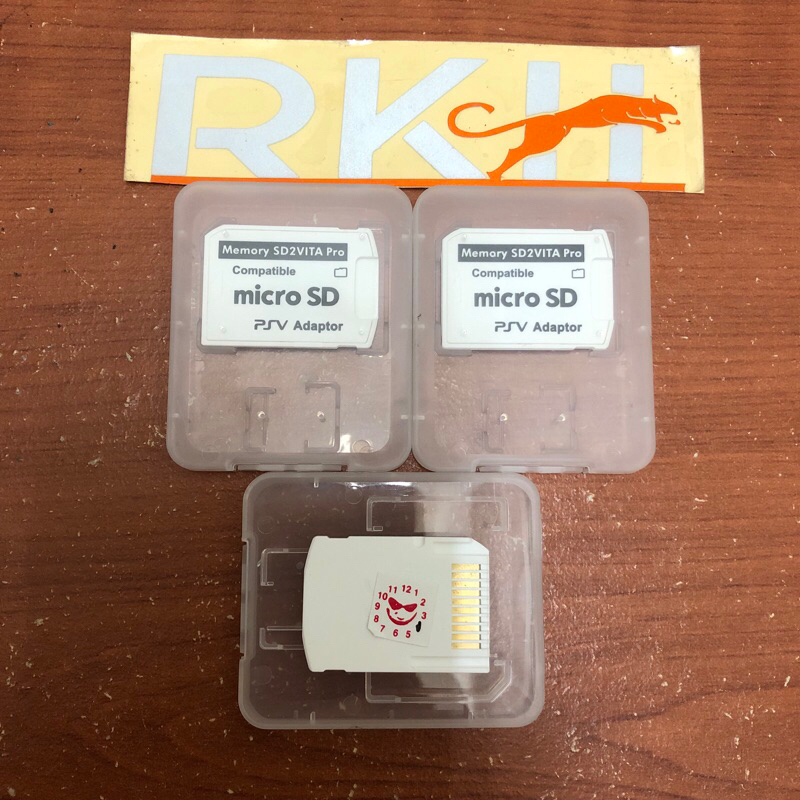 RKH
Memory SD2VITA Pro
Compatible
micro SD
PSV Adaptor
Memory SD2VITA Pro
Compatible
micro SD
PSV Adaptor
11 12 1
10 2
9 3
8
7 6 5